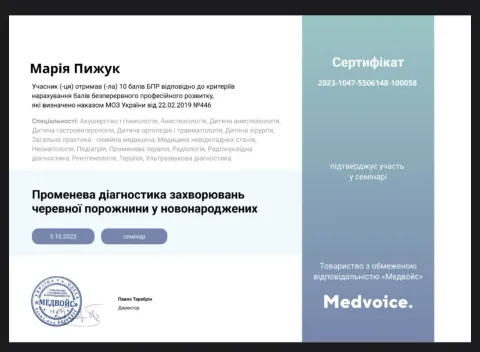 Марія Пижук
Учасник (-ця) отримав (-ла) 10 балів БПР відповідно до критеріїв
нарахування балів безперервного професійного розвитку,
які визначено наказом МОЗ України від 22.02.2019 №446
Спеціальності: Акушерство і гінекологія, Анестезіологія, Дитяча анестезіологія,
Дитяча гастроентерологія, Дитяча ортопедія і травматологія, Дитяча хірургія,
Загальна практика - сімейна медицина, Медицина невідкладних станів,
Неонатологія, Педіатрія, Променева терапія, Радіологія, Радіонуклідна
діагностика, Рентгенологія, Терапія, Ультразвукова діагностика
Променева діагностика захворювань
черевної порожнини у новонароджених
9.10.2023
семінар
«МЕДВОЙС»
Павло Теребрін
Директор
Сертифікат
2023-1047-5506148-100058
підтверджує участь
у семінарі
Товариство з обмеженою
відповідальністю «Медвойс»
Medvoice.